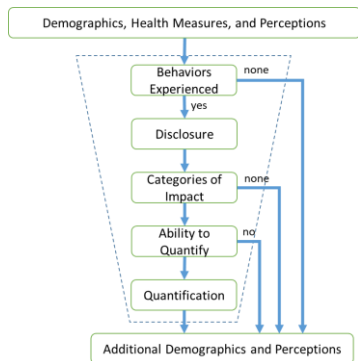 Demographics, Health Measures, and Perceptions
Behaviors
Experienced
none
yes
Disclosure
Categories of
Impact
none
Ability to
Quantify
no
Quantification
Additional Demographics and Perceptions